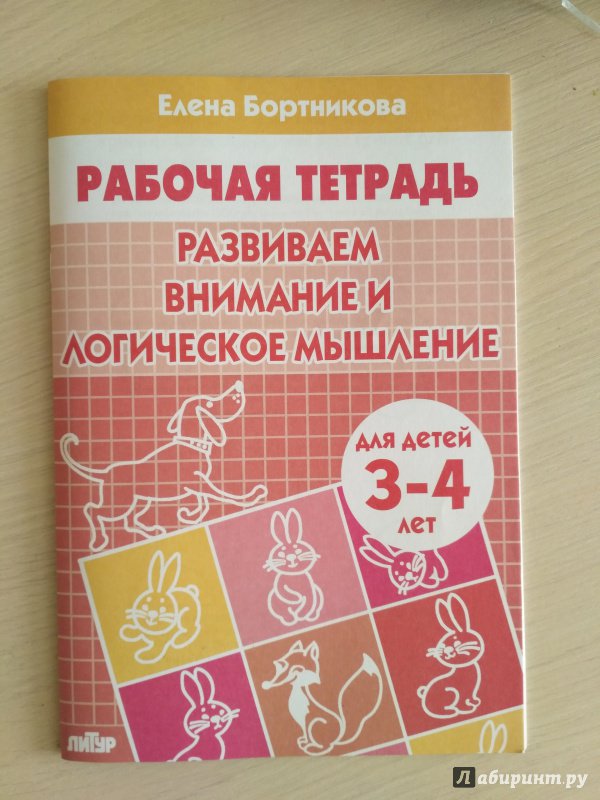 Елена Бортникова
РАБОЧАЯ ТЕТРАДЬ
РАЗВИВАЕМ
ВНИМАНИЕ И
ЛОГИЧЕСКОЕ МЫШЛЕНИЕ
для детей
3-4
лет
ЛИТУР
Лабиринт.ру